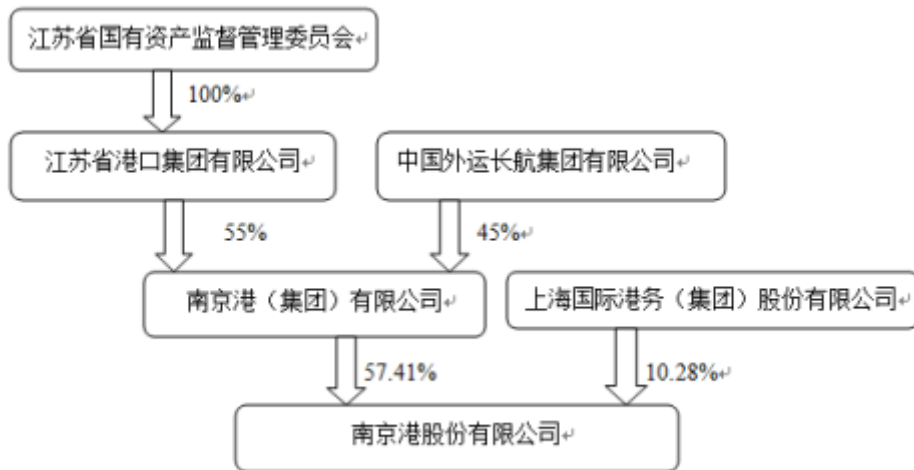 江苏省国有资产监督管理委员会
100%
江苏省港口集团有限公司
中国外运长航集团有限公司
55%
45%
南京港（集团）有限公司
上海国际港务（集团）股份有限公司
57.41%
10.28%
南京港股份有限公司